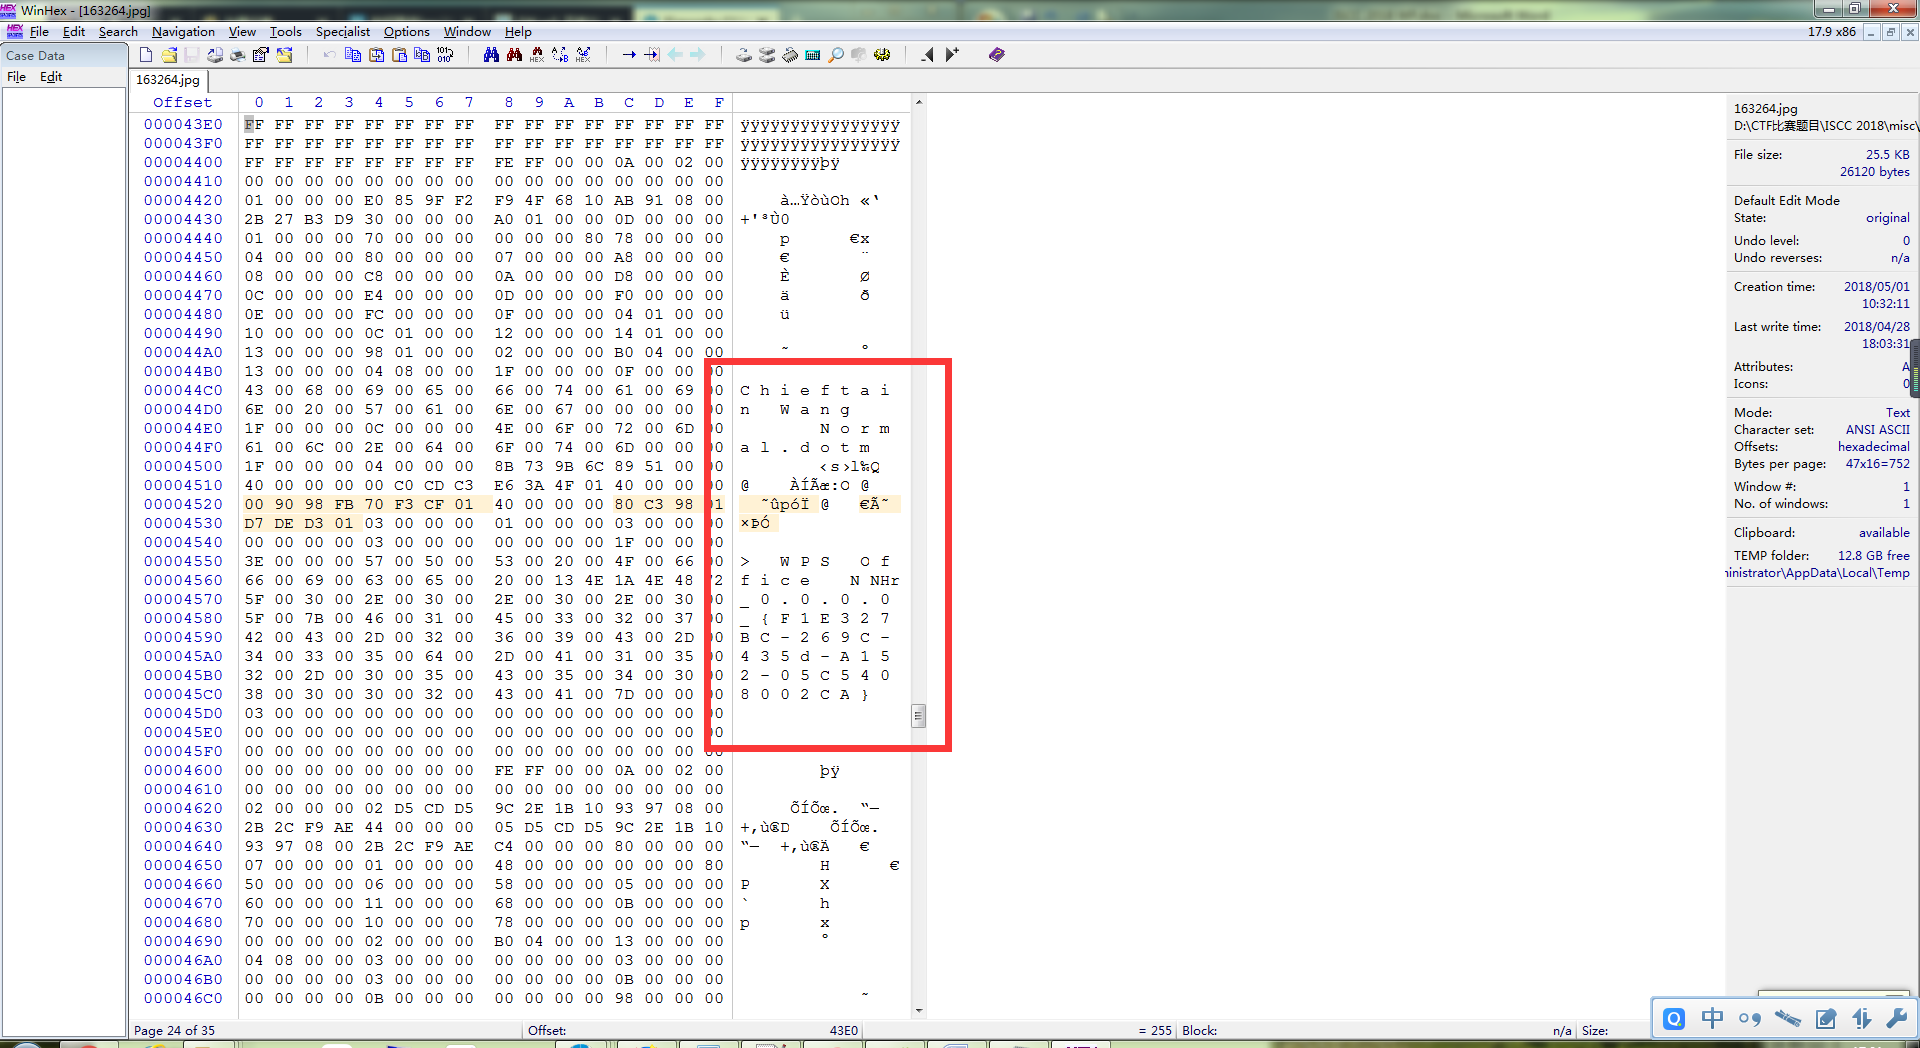 WinHex - [163264.jpg]
File Edit Search Navigation View Tools Specialist Options Window Help
17.9 x86
Case Data
File Edit
163264.jpg
Offset 0 1 2 3 4 5 6 7 8 9 A B C D E F
000043E0 FF FF FF FF FF FF FF FF FF FF FF FF FF FF FF FF ÿÿÿÿÿÿÿÿÿÿÿÿÿÿÿÿ
000043F0 FF FF FF FF FF FF FF FF FF FF FF FF FF FF FF FF ÿÿÿÿÿÿÿÿÿÿÿÿÿÿÿÿ
00004400 FF FF FF FF FF FF FF FF FE FF 00 00 0A 00 02 00 ÿÿÿÿÿÿÿÿþÿ
00004410 00 00 00 00 00 00 00 00 00 00 00 00 00 00 00 00
00004420 01 00 00 00 E0 85 9F F2 F9 4F 68 10 AB 91 08 00 à…ŸòùOh «‘
00004430 2B 27 B3 D9 30 00 00 00 A0 01 00 00 0D 00 00 00 +'³Ù0
00004440 01 00 00 00 70 00 00 00 00 00 00 80 78 00 00 00 p €x
00004450 04 00 00 00 80 00 00 00 07 00 00 00 A8 00 00 00 € ¨
00004460 08 00 00 00 C8 00 00 00 0A 00 00 00 D8 00 00 00 È Ø
00004470 0C 00 00 00 E4 00 00 00 0D 00 00 00 F0 00 00 00 ä ð
00004480 0E 00 00 00 FC 00 00 00 0F 00 00 00 04 01 00 00 ü
00004490 10 00 00 00 0C 01 00 00 12 00 00 00 14 01 00 00
000044A0 13 00 00 00 98 01 00 00 02 00 00 00 B0 04 00 00 ˜ °
000044B0 13 00 00 00 04 08 00 00 1F 00 00 00 0F 00 00 00
000044C0 43 00 68 00 69 00 65 00 66 00 74 00 61 00 69 00 C h i e f t a i
000044D0 6E 00 20 00 57 00 61 00 6E 00 67 00 00 00 00 00 n W a n g
000044E0 1F 00 00 00 0C 00 00 00 4E 00 6F 00 72 00 6D 00 N o r m
000044F0 61 00 6C 00 2E 00 64 00 6F 00 74 00 6D 00 00 00 a l . d o t m
00004500 1F 00 00 00 04 00 00 00 8B 73 9B 6C 89 51 00 00 ‹s›l‰Q
00004510 40 00 00 00 00 C0 CD C3 E6 3A 4F 01 40 00 00 00 @ ÀÍÃæ:O @
00004520 00 90 98 FB 70 F3 CF 01 40 00 00 00 80 C3 98 01 ˜ûpóÏ @ €Ã˜
00004530 D7 DE D3 01 03 00 00 00 01 00 00 00 03 00 00 00 ×ÞÓ
00004540 00 00 00 00 03 00 00 00 00 00 00 00 1F 00 00 00
00004550 3E 00 00 00 57 00 50 00 53 00 20 00 4F 00 66 00 > W P S O f
00004560 66 00 69 00 63 00 65 00 20 00 13 4E 1A 4E 48 72 f i c e N NHr
00004570 5F 00 30 00 2E 00 30 00 2E 00 30 00 2E 00 30 00 _ 0 . 0 . 0 . 0
00004580 5F 00 7B 00 46 00 31 00 45 00 33 00 32 00 37 00 _ { F 1 E 3 2 7
00004590 42 00 43 00 2D 00 32 00 36 00 39 00 43 00 2D 00 B C - 2 6 9 C -
000045A0 34 00 33 00 35 00 64 00 2D 00 41 00 31 00 35 00 4 3 5 d - A 1 5
000045B0 32 00 2D 00 30 00 35 00 43 00 35 00 34 00 30 00 2 - 0 5 C 5 4 0
000045C0 38 00 30 00 30 00 32 00 43 00 41 00 7D 00 00 00 8 0 0 2 C A }
000045D0 03 00 00 00 00 00 00 00 00 00 00 00 00 00 00 00
000045E0 00 00 00 00 00 00 00 00 00 00 00 00 00 00 00 00
000045F0 00 00 00 00 00 00 00 00 00 00 00 00 00 00 00 00
00004600 00 00 00 00 00 00 00 00 FE FF 00 00 0A 00 02 00 þÿ
00004610 00 00 00 00 00 00 00 00 00 00 00 00 00 00 00 00
00004620 02 00 00 00 02 D5 CD D5 9C 2E 1B 10 93 97 08 00 ÕÍÕœ. “—
00004630 2B 2C F9 AE 44 00 00 00 05 D5 CD D5 9C 2E 1B 10 +,ù®D ÕÍÕœ.
00004640 93 97 08 00 2B 2C F9 AE C4 00 00 00 80 00 00 00 “— +,ù®Ä €
00004650 07 00 00 00 01 00 00 00 48 00 00 00 00 00 00 80 H €
00004660 50 00 00 00 06 00 00 00 58 00 00 00 05 00 00 00 P X
00004670 60 00 00 00 11 00 00 00 68 00 00 00 0B 00 00 00 ` h
00004680 70 00 00 00 10 00 00 00 78 00 00 00 00 00 00 00 p x
00004690 00 00 00 00 02 00 00 00 B0 04 00 00 13 00 00 00 °
000046A0 04 08 00 00 03 00 00 00 00 00 00 00 03 00 00 00
000046B0 00 00 00 00 03 00 00 00 00 00 00 00 0B 00 00 00
000046C0 00 00 00 00 0B 00 00 00 00 00 00 00 98 00 00 00 ˜
163264.jpg
D:\CTF比赛题目\ISCC 2018\misc\
File size: 25.5 KB
26120 bytes
Default Edit Mode
State: original
Undo level: 0
Undo reverses: n/a
Creation time: 2018/05/01
10:32:11
Last write time: 2018/04/28
18:03:31
Attributes: A
Icons: 0
Mode: Text
Character set: ANSI ASCII
Offsets: hexadecimal
Bytes per page: 47x16=752
Window #: 1
No. of windows: 1
Clipboard: available
TEMP folder: 12.8 GB free
ministrator\AppData\Local\Temp
Page 24 of 35 Offset: 43E0 = 255 Block: n/a Size:
中